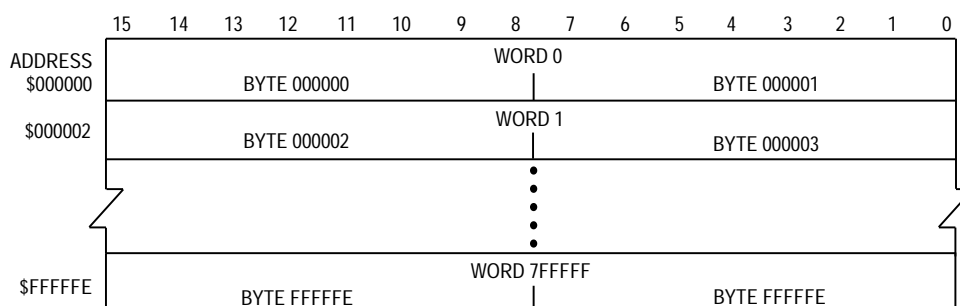 15 14 13 12 11 10 9 8 7 6 5 4 3 2 1 0
ADDRESS
$000000
WORD 0
BYTE 000000
BYTE 000001
$000002
WORD 1
BYTE 000002
BYTE 000003
$FFFFFE
WORD 7FFFFF
BYTE FFFFFE
BYTE FFFFFE